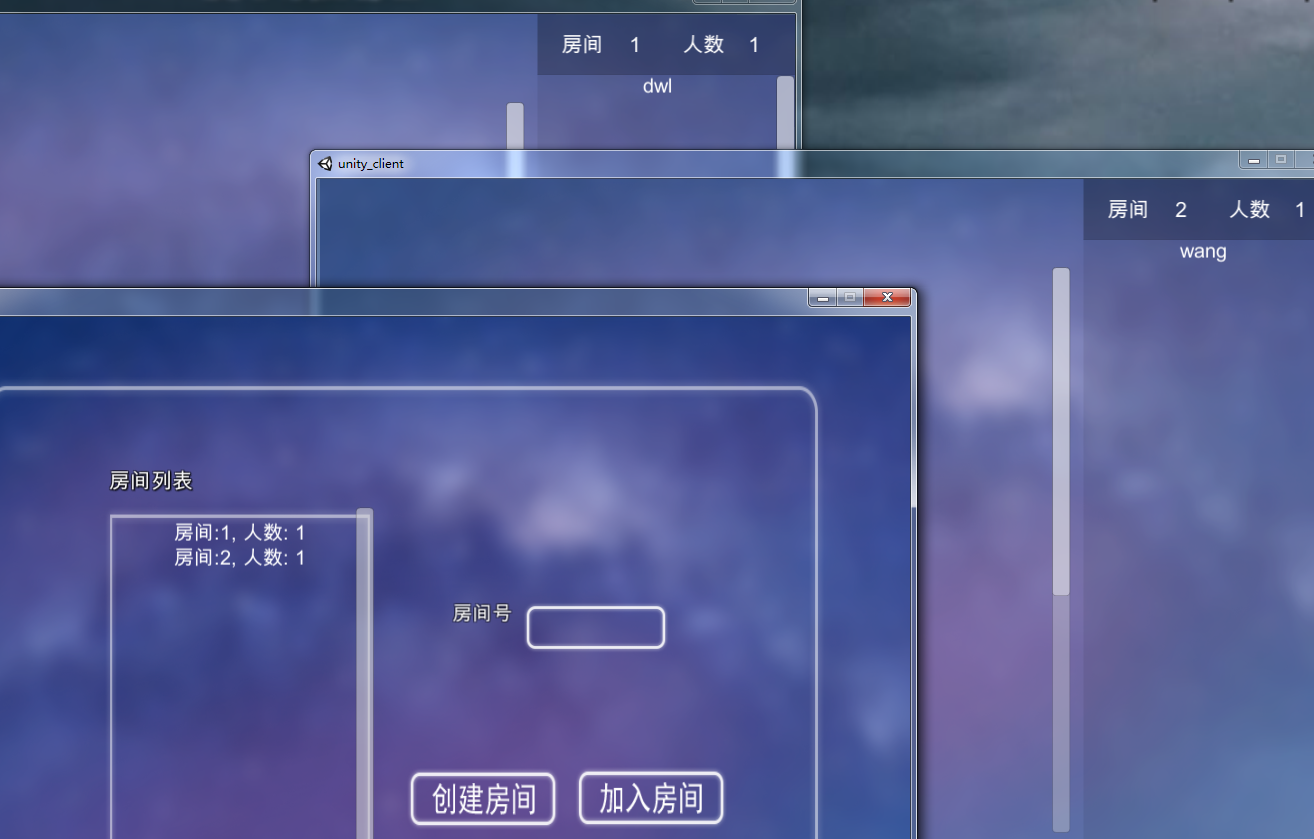 房间 1 人数 1
dwl
unity_client
房间 2 人数 1
wang
房间列表
房间:1, 人数: 1
房间:2, 人数: 1
房间号
创建房间 加入房间